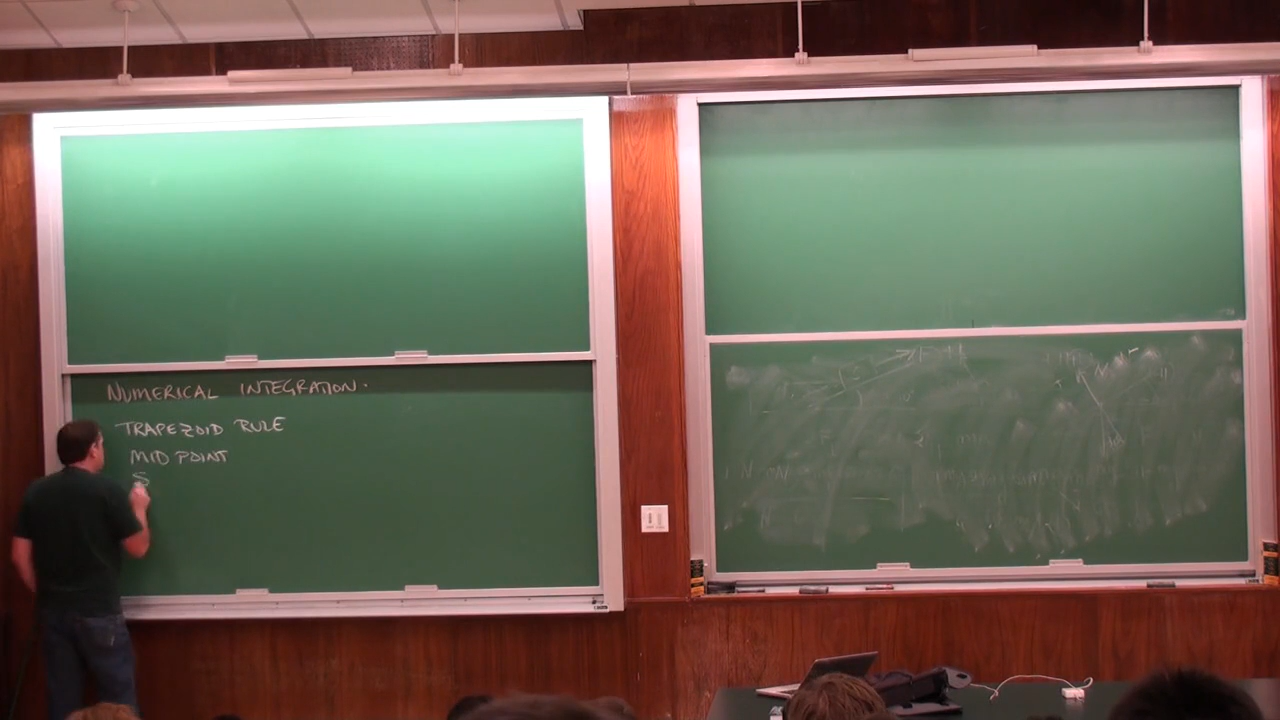 NUMERICAL INTEGRATION.
TRAPEZOID RULE
MID POINT
S